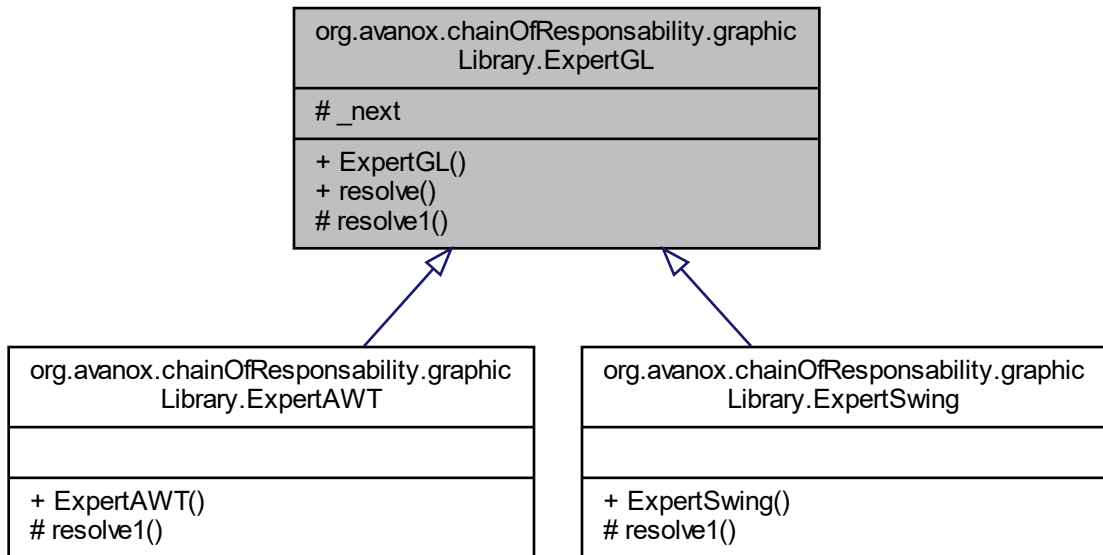 org.avanox.chainOfResponsability.graphic
Library.ExpertGL
# _next
+ ExpertGL()
+ resolve()
# resolve1()
org.avanox.chainOfResponsability.graphic
Library.ExpertAWT
+ ExpertAWT()
# resolve1()
org.avanox.chainOfResponsability.graphic
Library.ExpertSwing
+ ExpertSwing()
# resolve1()